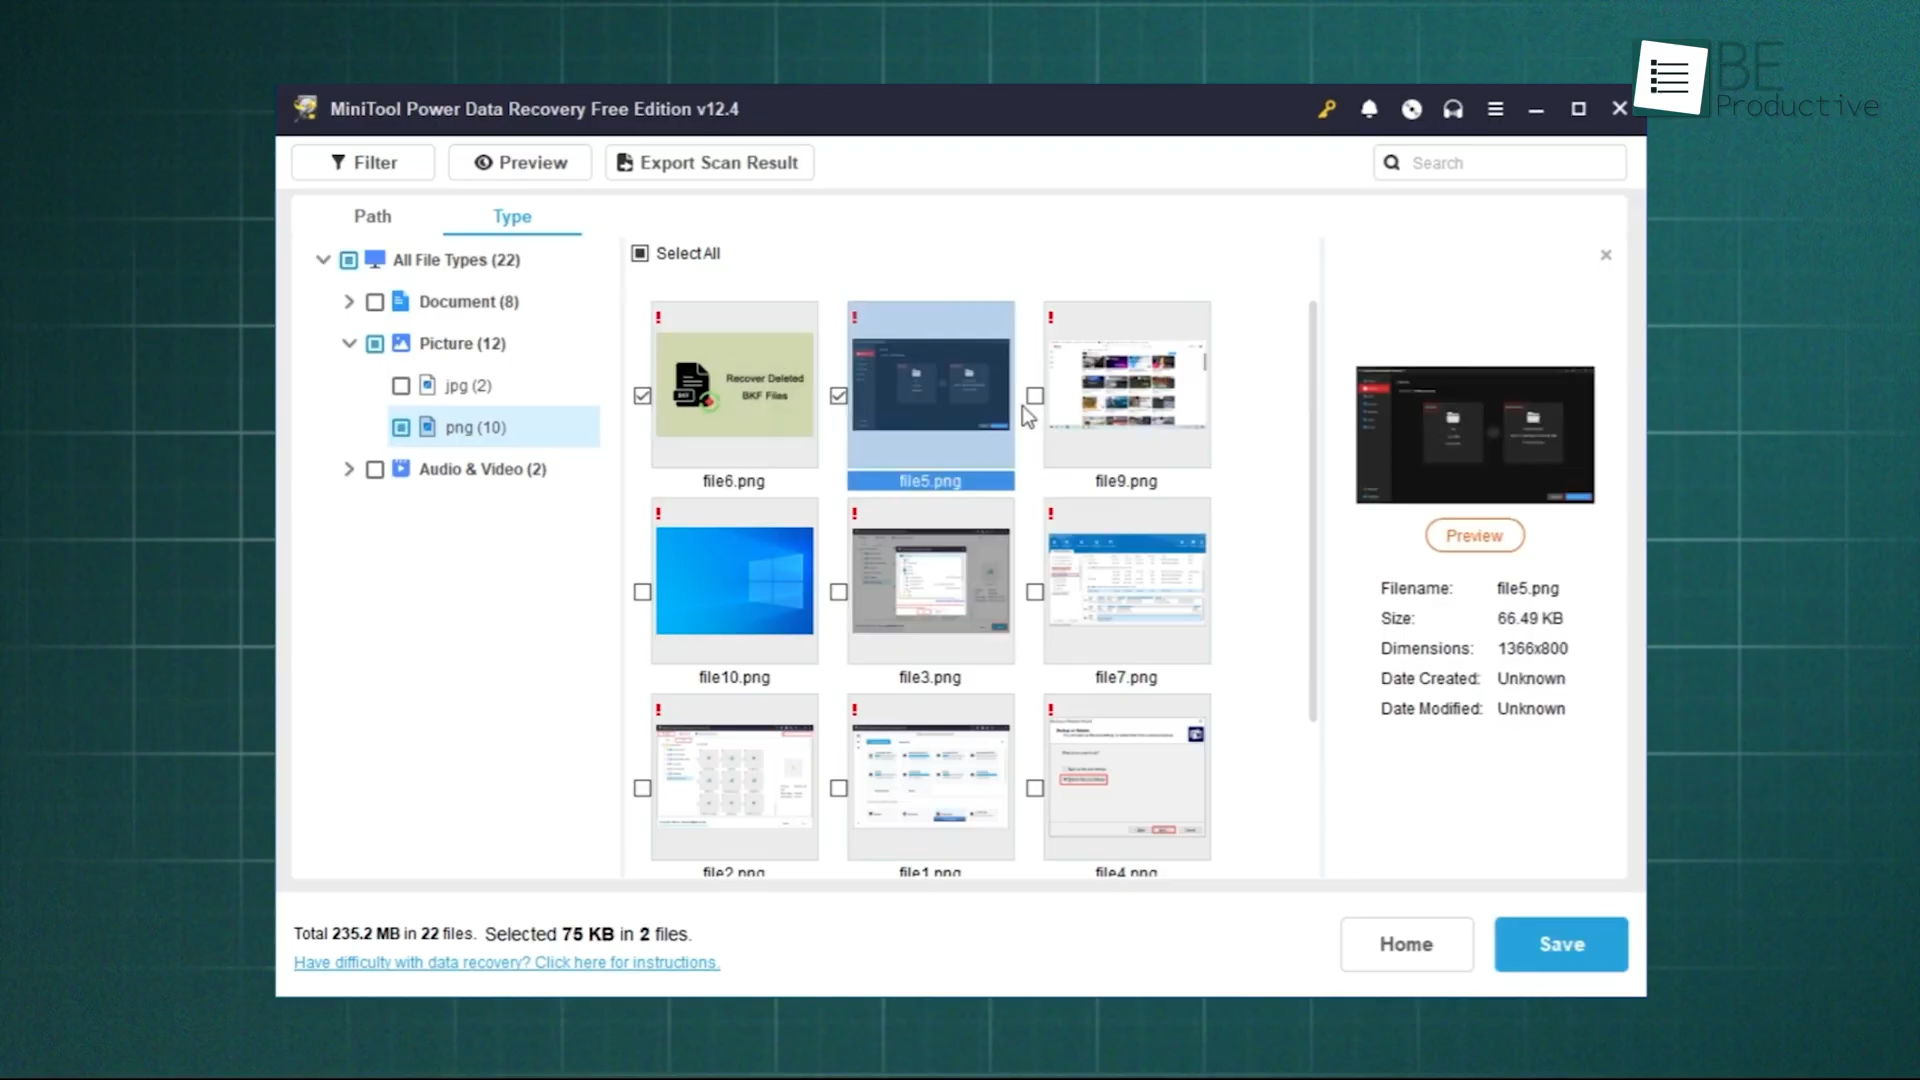 BE
Productive
MiniTool Power Data Recovery Free Edition v12.4
Filter
Preview
Export Scan Result
Search
Path
Type
All File Types (22)
Document (8)
Picture (12)
jpg (2)
png (10)
Audio & Video (2)
Select All
Recover Deleted
BKF Files
file6.png
file5.png
file9.png
file10.png
file3.png
file7.png
file2.png
file1.png
file4.png
Preview
Filename: file5.png
Size: 66.49 KB
Dimensions: 1366x800
Date Created: Unknown
Date Modified: Unknown
Total 235.2 MB in 22 files. Selected 75 KB in 2 files.
Have difficulty with data recovery? Click here for instructions.
Home
Save